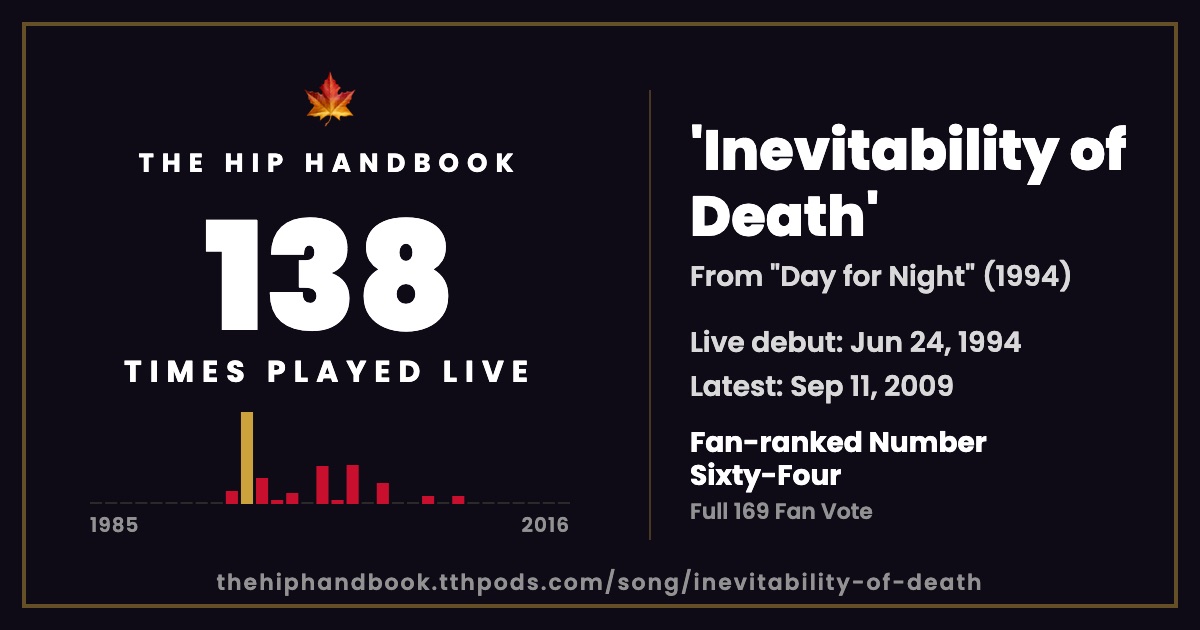 THE HIP HANDBOOK
138
TIMES PLAYED LIVE
1985
2016
'Inevitability of
Death'
From "Day for Night" (1994)
Live debut: Jun 24, 1994
Latest: Sep 11, 2009
Fan-ranked Number
Sixty-Four
Full 169 Fan Vote
thehiphandbook.tthpods.com/song/inevitability-of-death